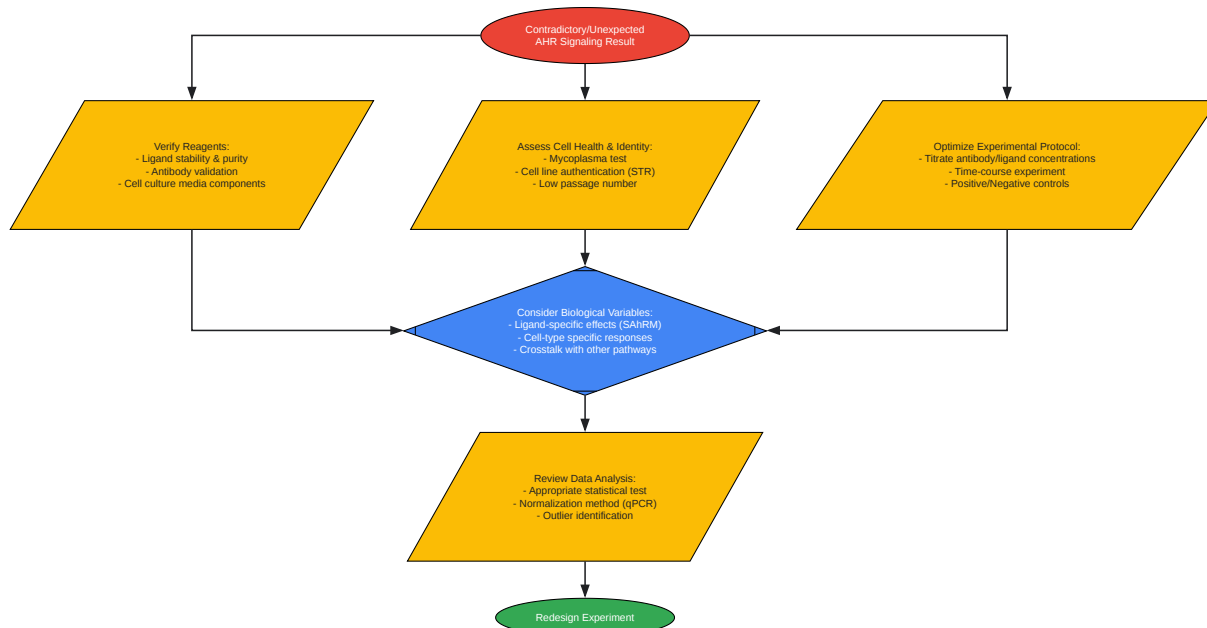 Contradictory/Unexpected
AHR Signaling Result
Verify Reagents:
- Ligand stability & purity
- Antibody validation
- Cell culture media components
Assess Cell Health & Identity:
- Mycoplasma test
- Cell line authentication (STR)
- Low passage number
Optimize Experimental Protocol:
- Titrate antibody/ligand concentrations
- Time-course experiment
- Positive/Negative controls
Consider Biological Variables:
- Ligand-specific effects (SAhRM)
- Cell-type specific responses
- Crosstalk with other pathways
Review Data Analysis:
- Appropriate statistical test
- Normalization method (qPCR)
- Outlier identification
Redesign Experiment